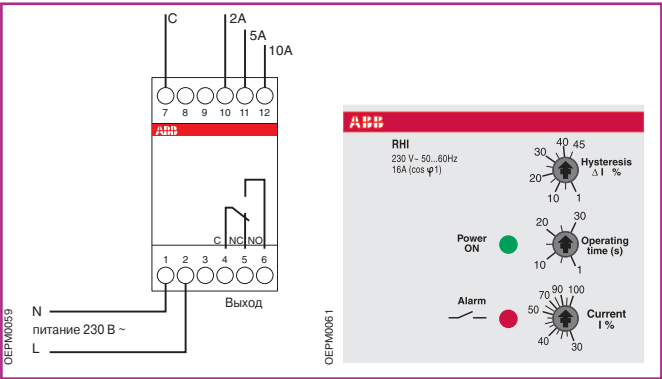 C
2A
5A
10A
7 8 9 10 11 12
ABB
C NC NO
1 2 3 4 5 6
Выход
N
питание 230 В ~
L
OEPM0059
ABB
RHI
230 V~ 50...60Hz
16A (cos φ 1)
Hysteresis
Δ I %
1 10 20 30 40 45
Power
ON
Operating
time (s)
1 10 20 30
Alarm
Current
I %
30 40 50 70 90 100
OEPM0061